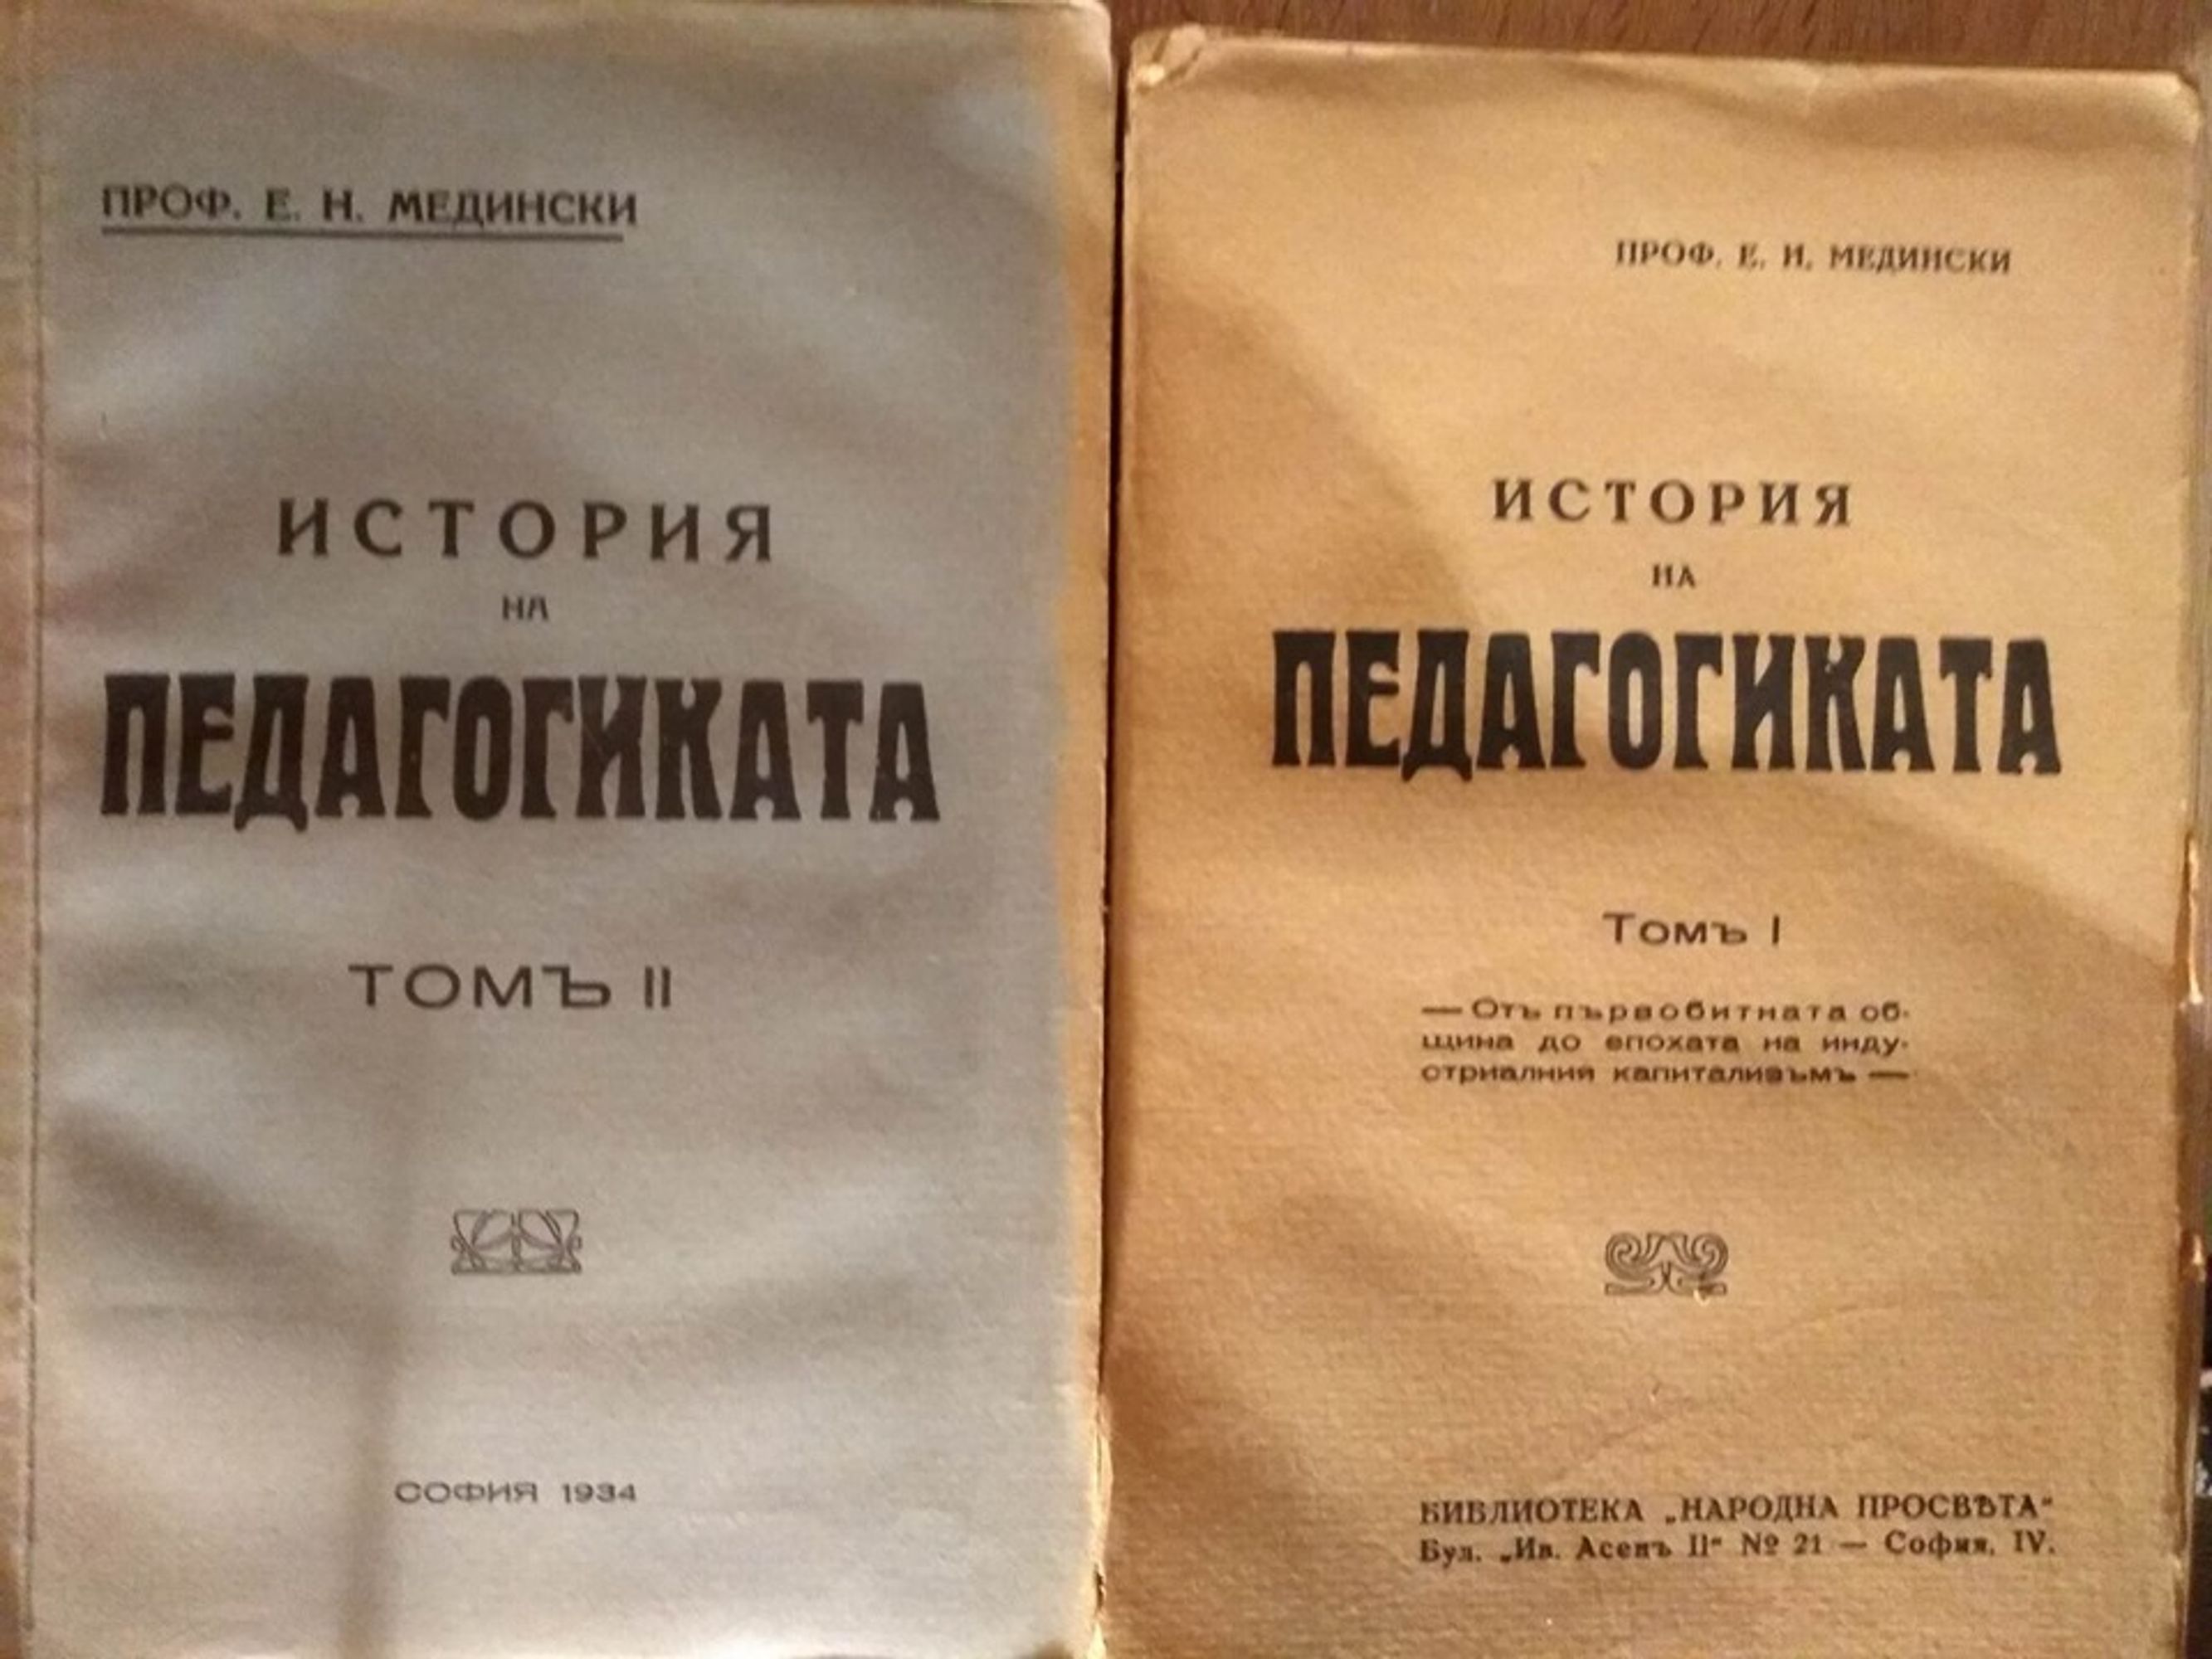 ПРОФ. Е. Н. МЕДИНСКИ
ИСТОРИЯ
НА
ПЕДАГОГИКАТА
ТОМЪ II
СОФИЯ 1934
ПРОФ. Е. Н. МЕДИНСКИ
ИСТОРИЯ
НА
ПЕДАГОГИКАТА
Томъ I
— Отъ първобитната об-
щина до епохата на инду-
стриалния капитализъмъ —
БИБЛИОТЕКА „НАРОДНА ПРОСВѢТА"
Бул. „Ив. Асенъ II" № 21 — София, IV.